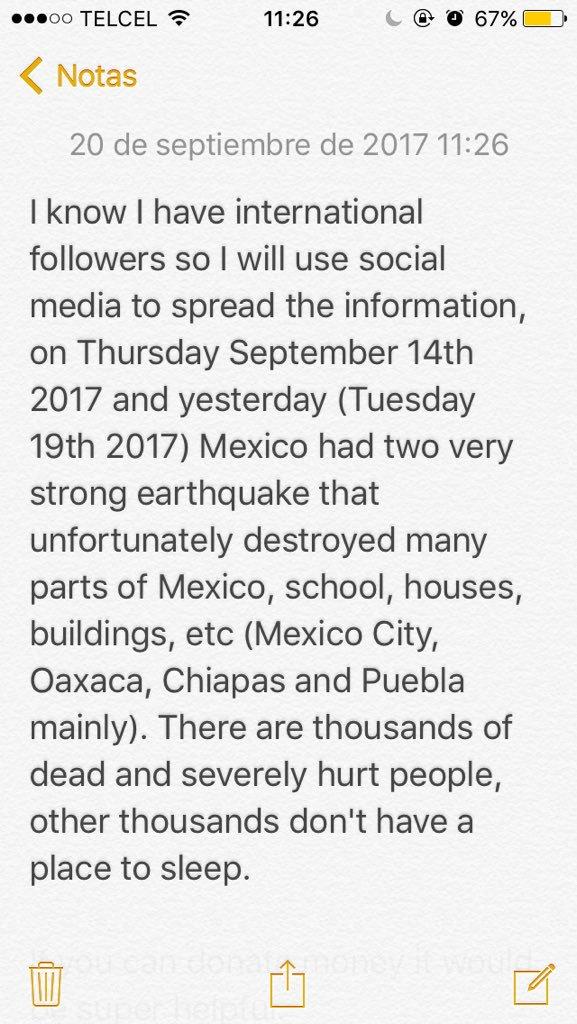 TELCEL 11:26 67%
Notas
20 de septiembre de 2017 11:26
I know I have international
followers so I will use social
media to spread the information,
on Thursday September 14th
2017 and yesterday (Tuesday
19th 2017) Mexico had two very
strong earthquake that
unfortunately destroyed many
parts of Mexico, school, houses,
buildings, etc (Mexico City,
Oaxaca, Chiapas and Puebla
mainly). There are thousands of
dead and severely hurt people,
other thousands don't have a
place to sleep.
If you can donate money it would
be super helpful.